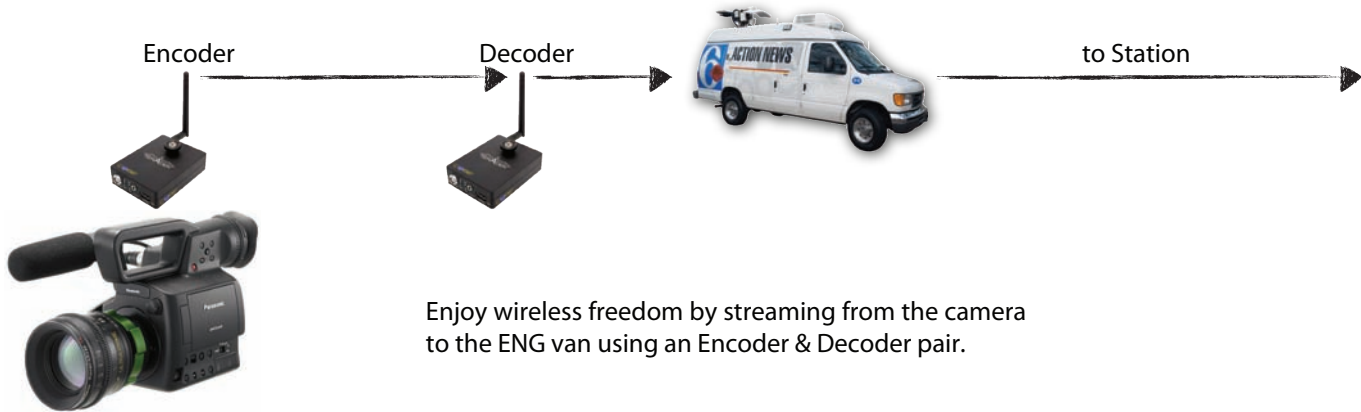 Encoder
Decoder
to Station
6 ACTION NEWS
Panasonic
Enjoy wireless freedom by streaming from the camera
to the ENG van using an Encoder & Decoder pair.